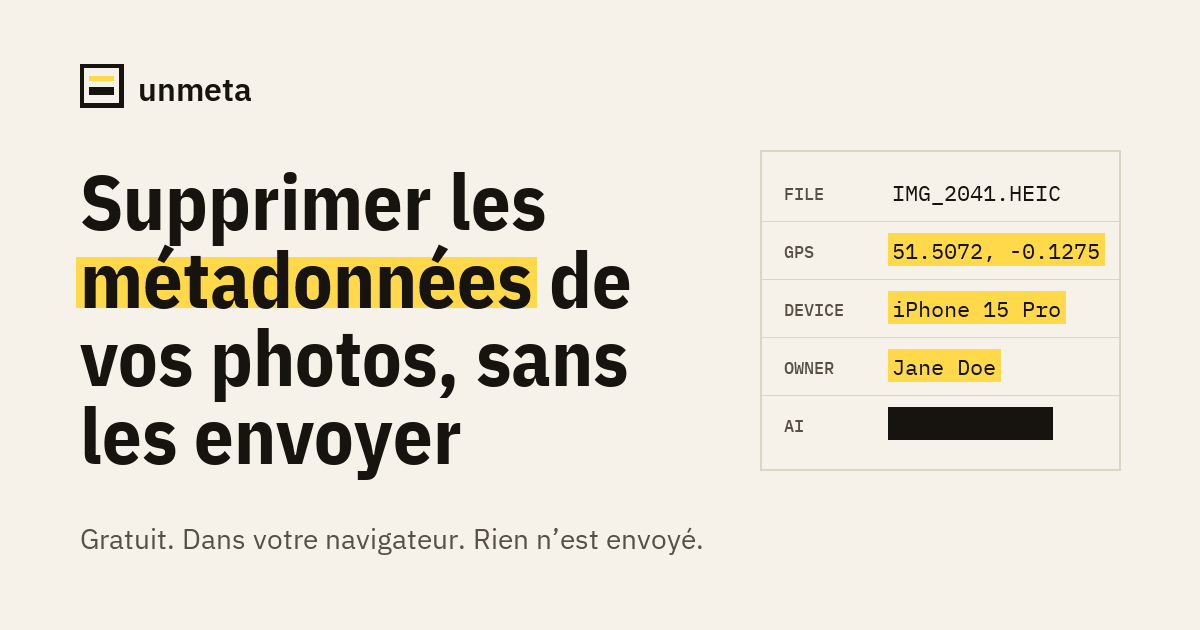 unmeta
Supprimer les
métadonnées de
vos photos, sans
les envoyer
Gratuit. Dans votre navigateur. Rien n’est envoyé.
FILE IMG_2041.HEIC
GPS 51.5072, -0.1275
DEVICE iPhone 15 Pro
OWNER Jane Doe
AI